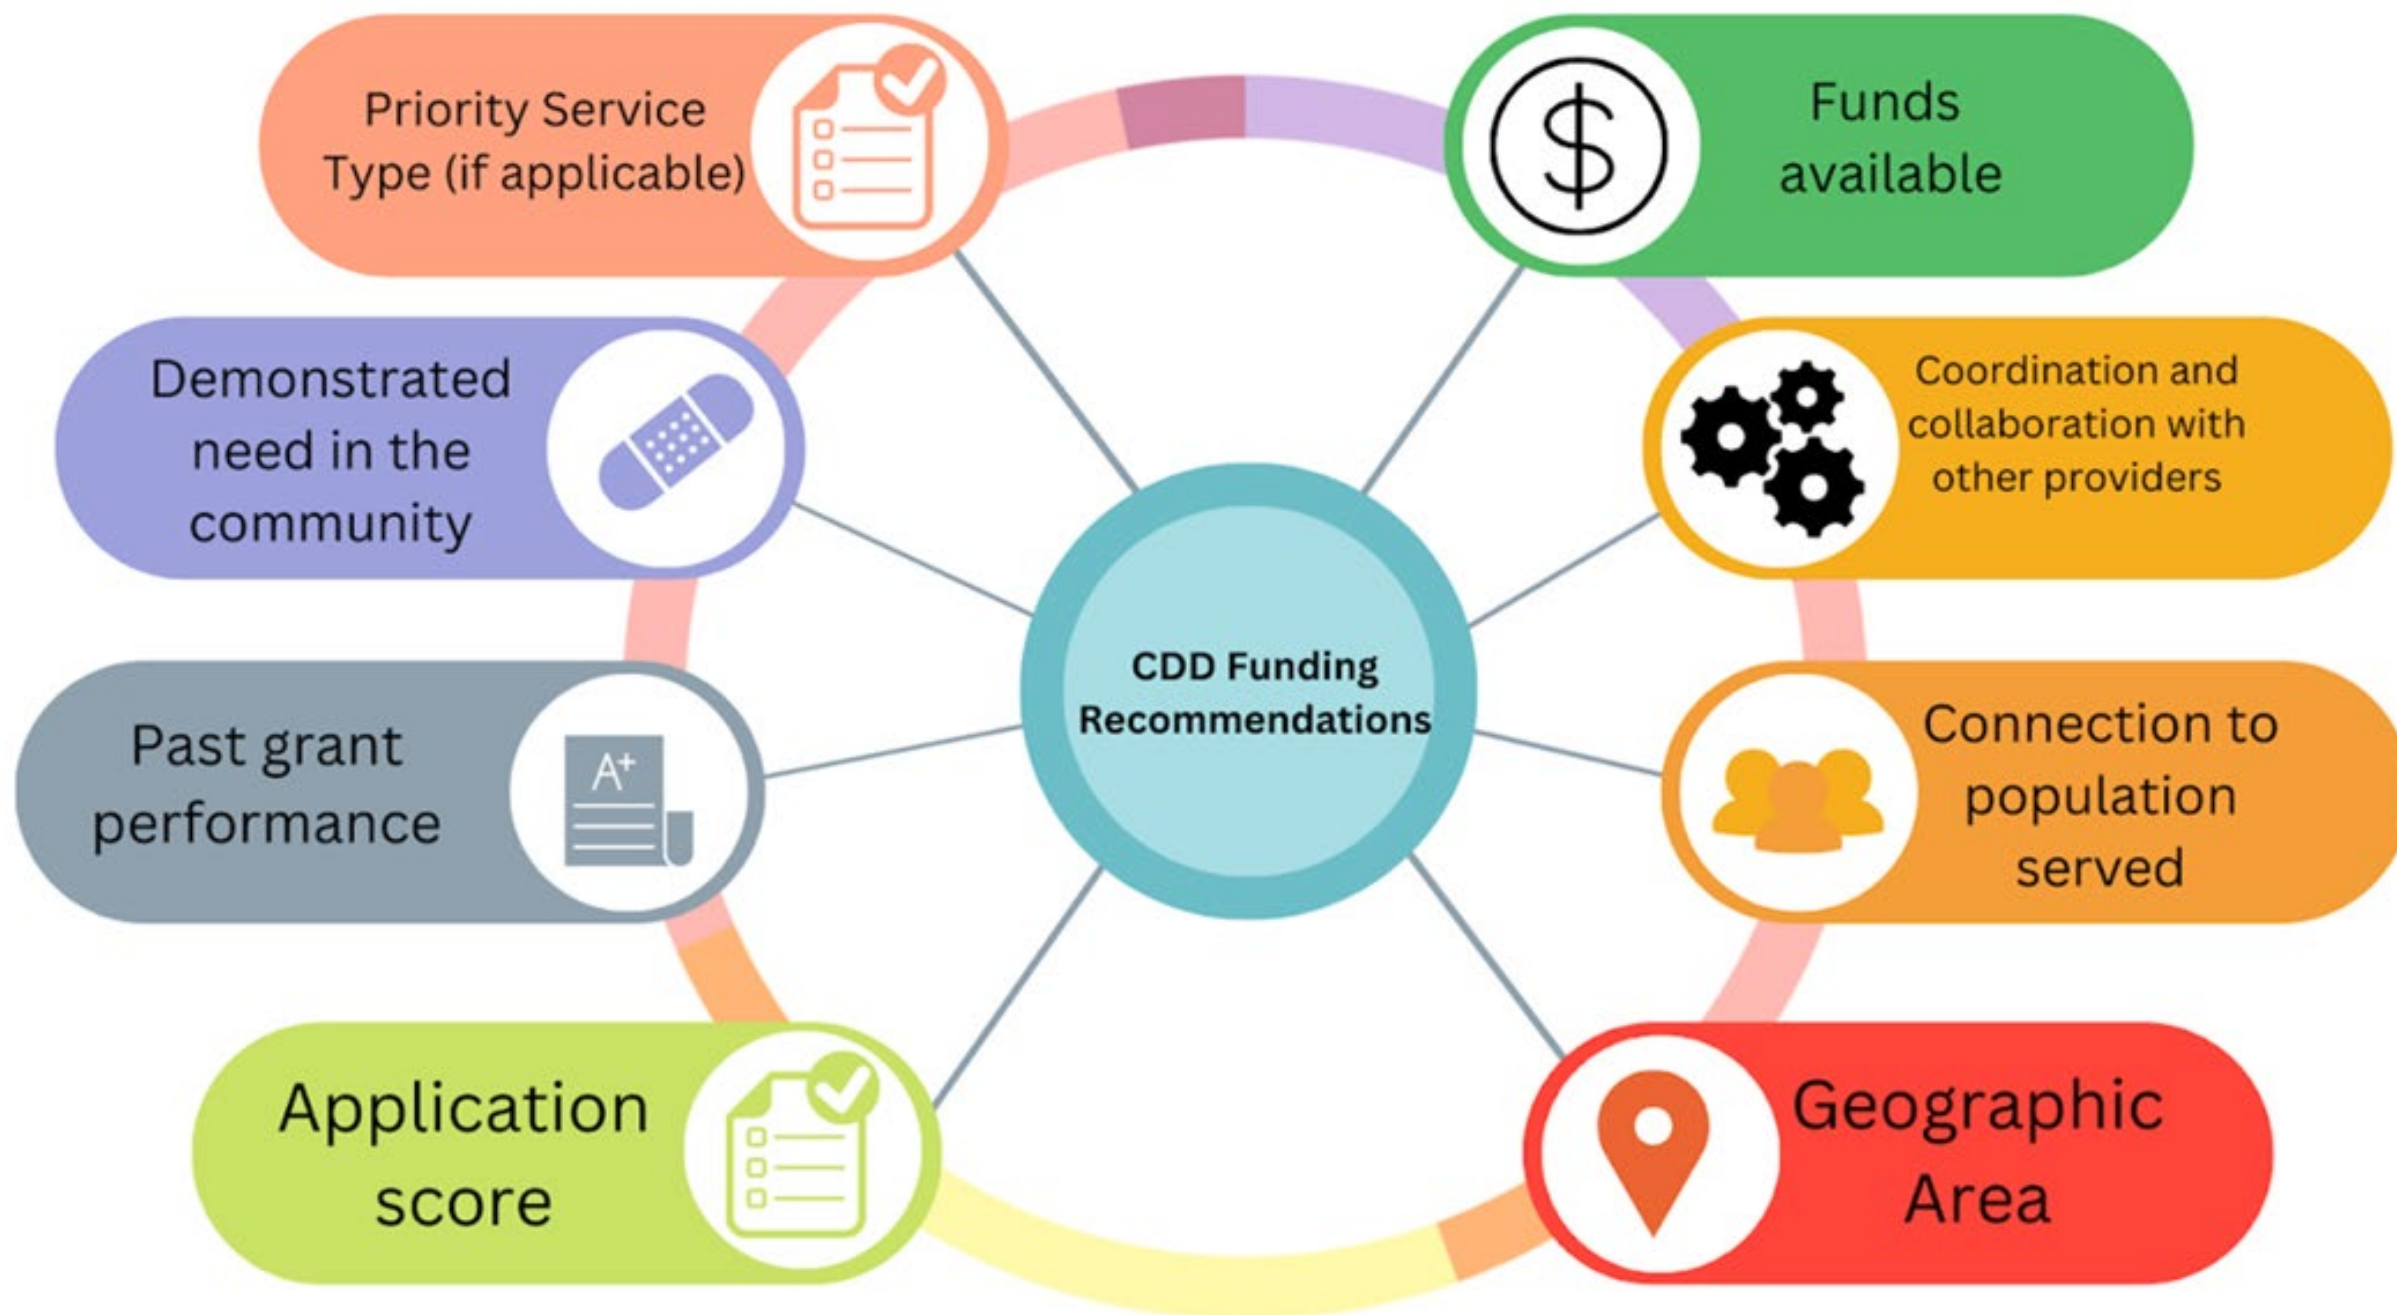 Priority Service
Type (if applicable)
Funds
available
Demonstrated
need in the
community
Coordination and
collaboration with
other providers
CDD Funding
Recommendations
Past grant
performance
A+
Connection to
population
served
Application
score
Geographic
Area
$